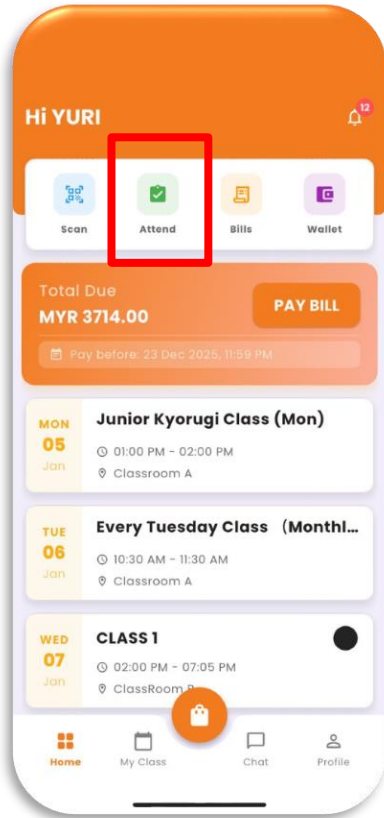 Hi YURI
12
Scan Attend Bills Wallet
Total Due
MYR 3714.00
PAY BILL
Pay before: 23 Dec 2025, 11:59 PM
MON
05
Jan
Junior Kyorugi Class (Mon)
01:00 PM - 02:00 PM
Classroom A
TUE
06
Jan
Every Tuesday Class （Monthl...
10:30 AM - 11:30 AM
Classroom A
WED
07
Jan
CLASS 1
02:00 PM - 07:05 PM
ClassRoom
Home My Class Chat Profile